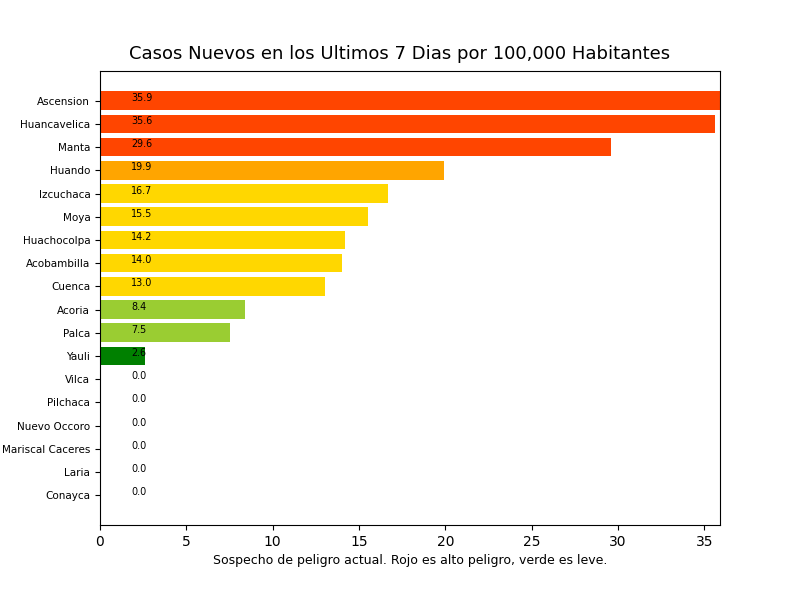 Casos Nuevos en los Ultimos 7 Dias por 100,000 Habitantes
Ascension 35.9
Huancavelica 35.6
Manta 29.6
Huando 19.9
Izcuchaca 16.7
Moya 15.5
Huachocolpa 14.2
Acobambilla 14.0
Cuenca 13.0
Acoria 8.4
Palca 7.5
Yauli 2.6
Vilca 0.0
Pilchaca 0.0
Nuevo Occoro 0.0
Mariscal Caceres 0.0
Laria 0.0
Conayca 0.0
0 5 10 15 20 25 30 35
Sospecho de peligro actual. Rojo es alto peligro, verde es leve.